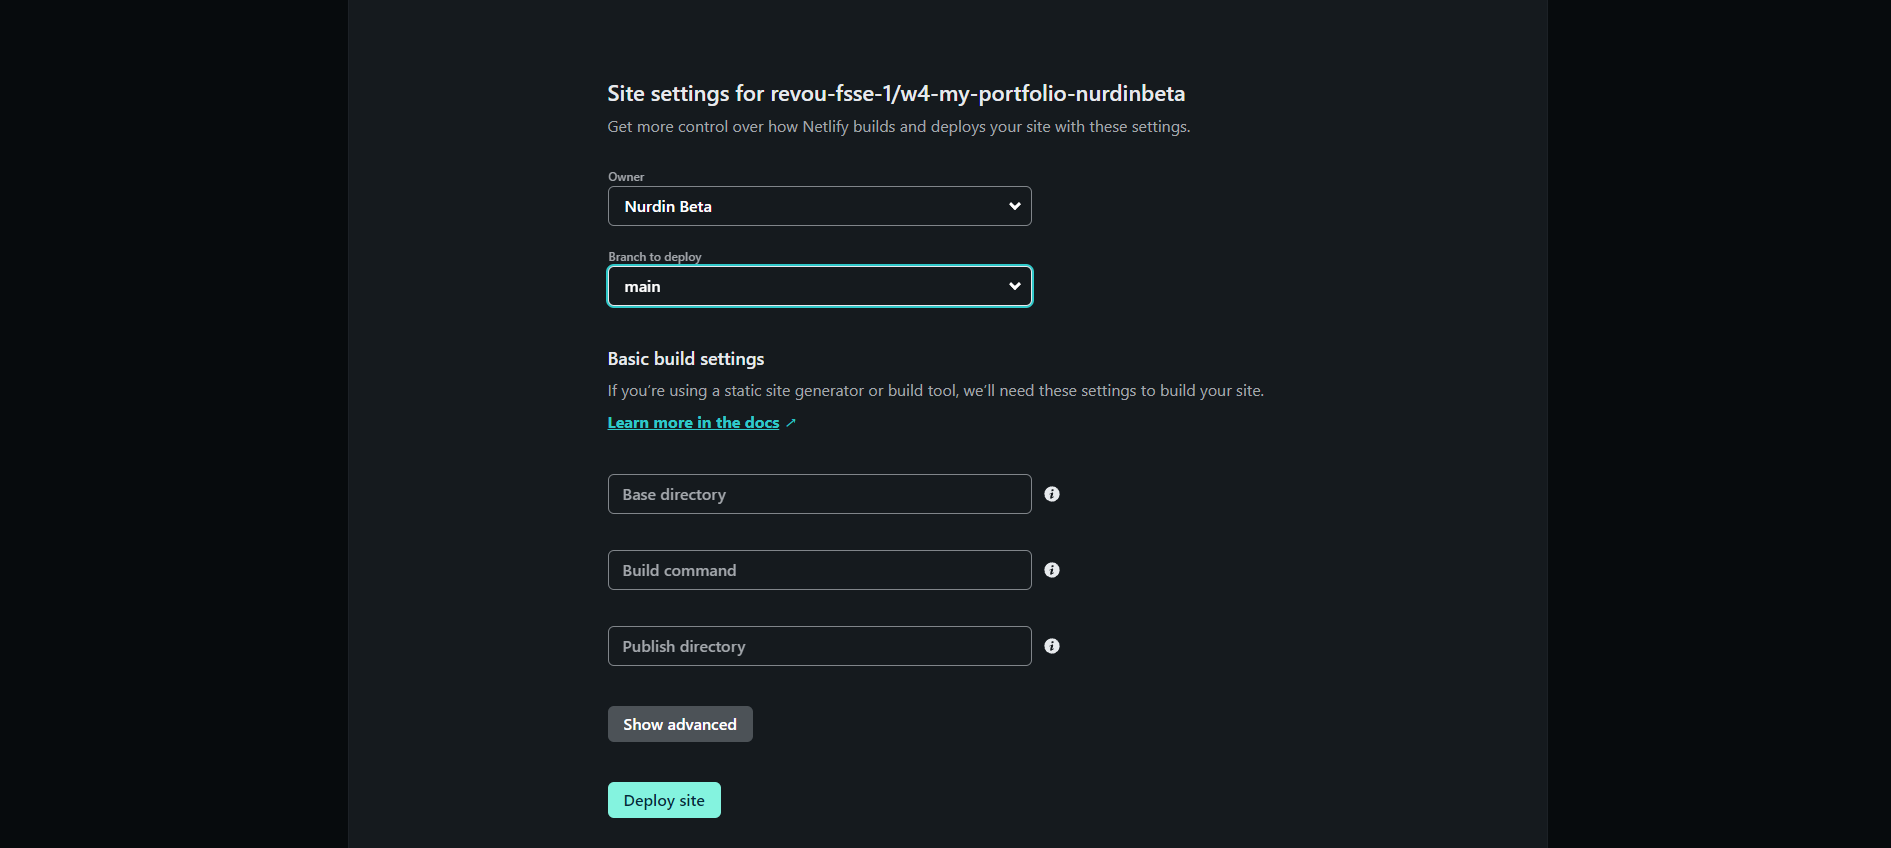 Site settings for revou-fsse-1/w4-my-portfolio-nurdinbeta
Get more control over how Netlify builds and deploys your site with these settings.
Owner
Nurdin Beta
Branch to deploy
main
Basic build settings
If you’re using a static site generator or build tool, we’ll need these settings to build your site.
Learn more in the docs ↗
Base directory
Build command
Publish directory
Show advanced
Deploy site